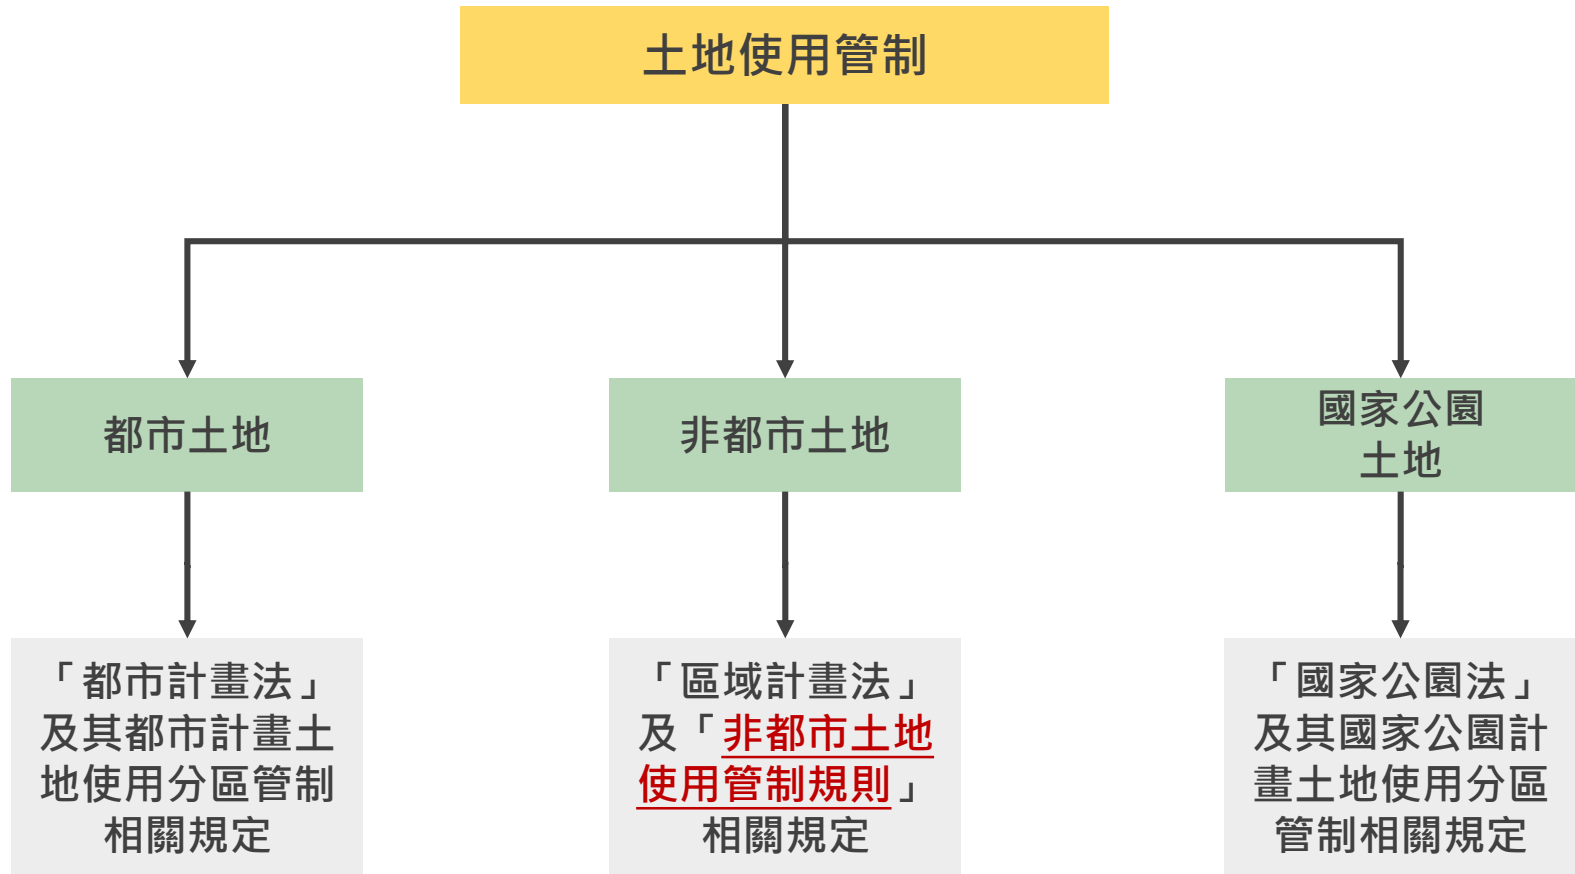 土地使用管制
都市土地
非都市土地
國家公園
土地
「都市計畫法」
及其都市計畫土
地使用分區管制
相關規定
「區域計畫法」
及「非都市土地
使用管制規則」
相關規定
「國家公園法」
及其國家公園計
畫土地使用分區
管制相關規定